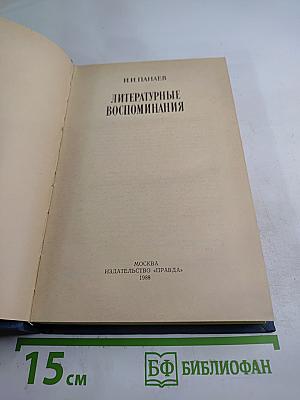 И. И. ПАНАЕВ
ЛИТЕРАТУРНЫЕ
ВОСПОМИНАНИЯ
МОСКВА
ИЗДАТЕЛЬСТВО «ПРАВДА»
1988
15 см
БФ БИБЛИОФАН